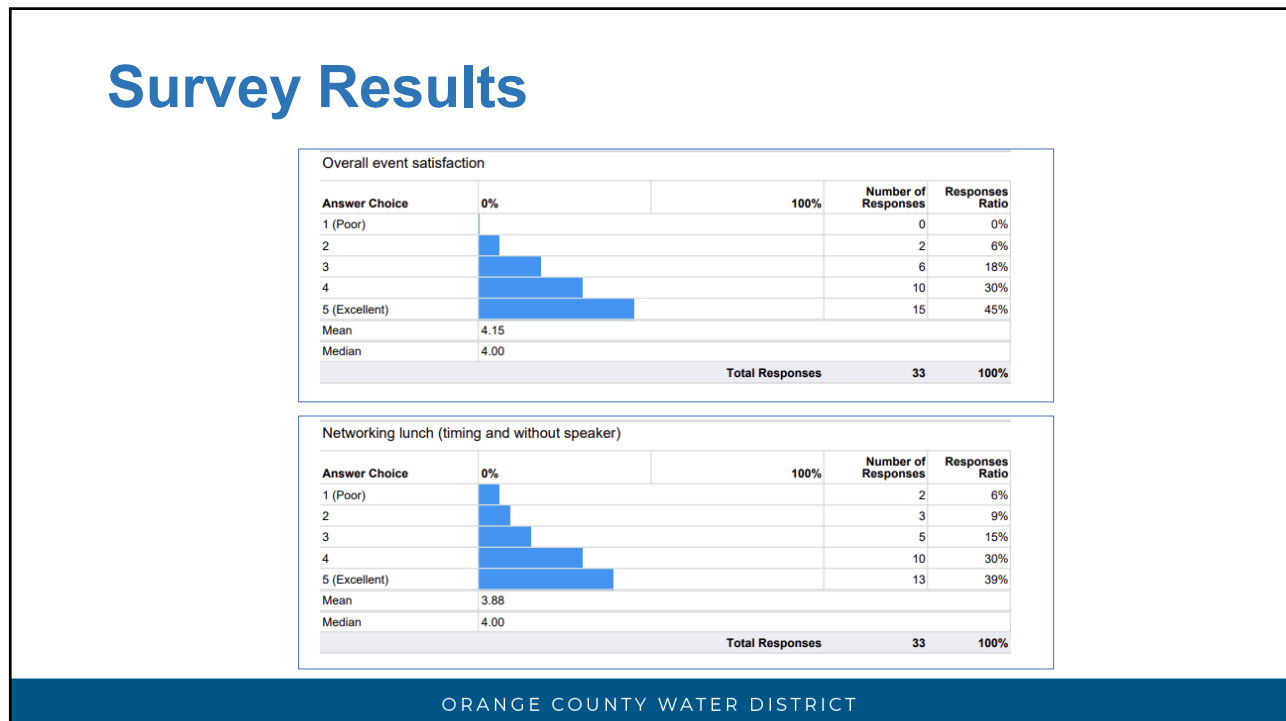 Survey Results
Overall event satisfaction
Answer Choice 0% 100% Number of Responses Responses Ratio
1 (Poor) 0 0%
2 2 6%
3 6 18%
4 10 30%
5 (Excellent) 15 45%
Mean 4.15
Median 4.00
Total Responses 33 100%
Networking lunch (timing and without speaker)
Answer Choice 0% 100% Number of Responses Responses Ratio
1 (Poor) 2 6%
2 3 9%
3 5 15%
4 10 30%
5 (Excellent) 13 39%
Mean 3.88
Median 4.00
Total Responses 33 100%
ORANGE COUNTY WATER DISTRICT